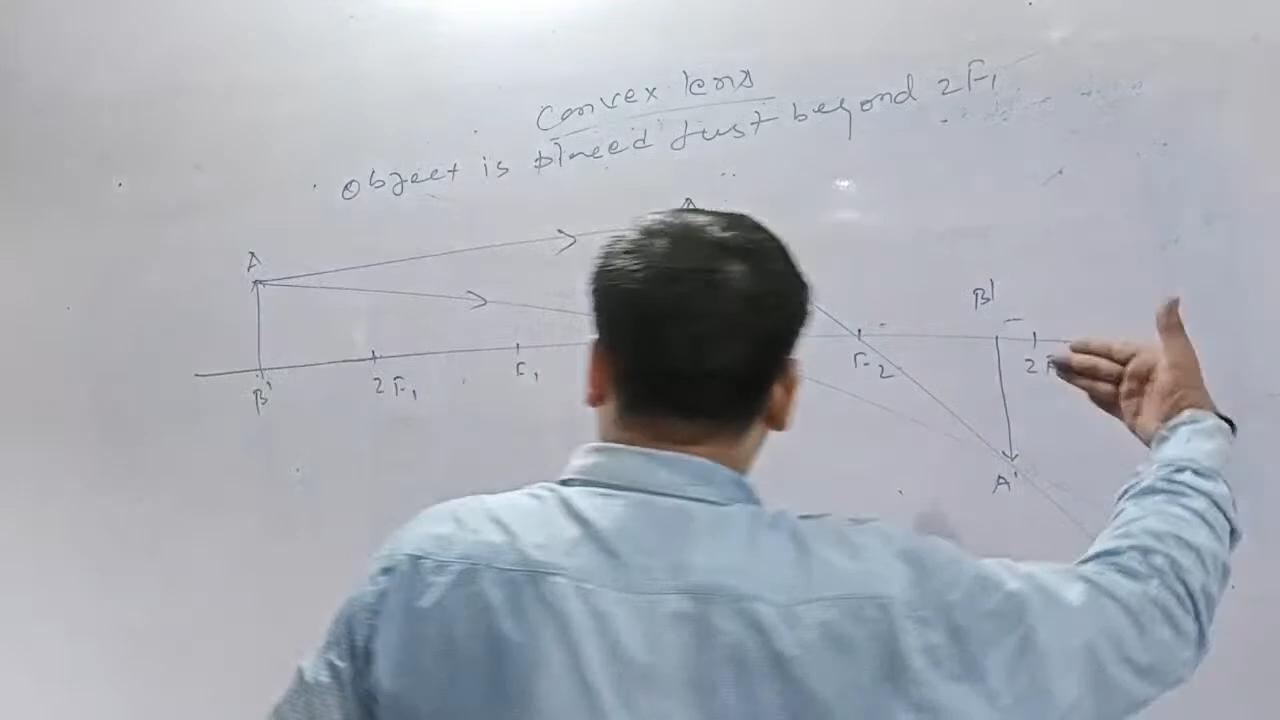 Convex lens
Object is placed Just beyond 2F1
A
A
B'
B'
2F1
F1
F2
2F
A'